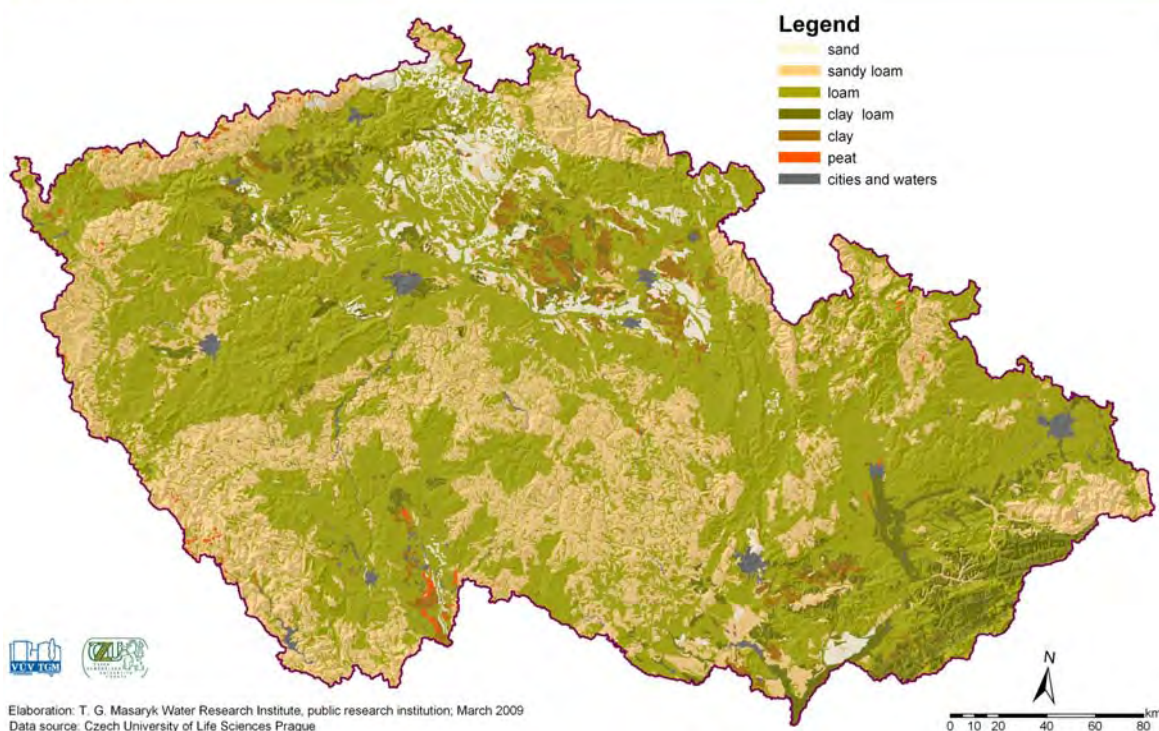 Legend
sand
sandy loam
loam
clay loam
clay
peat
cities and waters
VÚV TGM
N
km
0 10 20 40 60 80
Elaboration: T. G. Masaryk Water Research Institute, public research institution; March 2009
Data source: Czech University of Life Sciences Prague